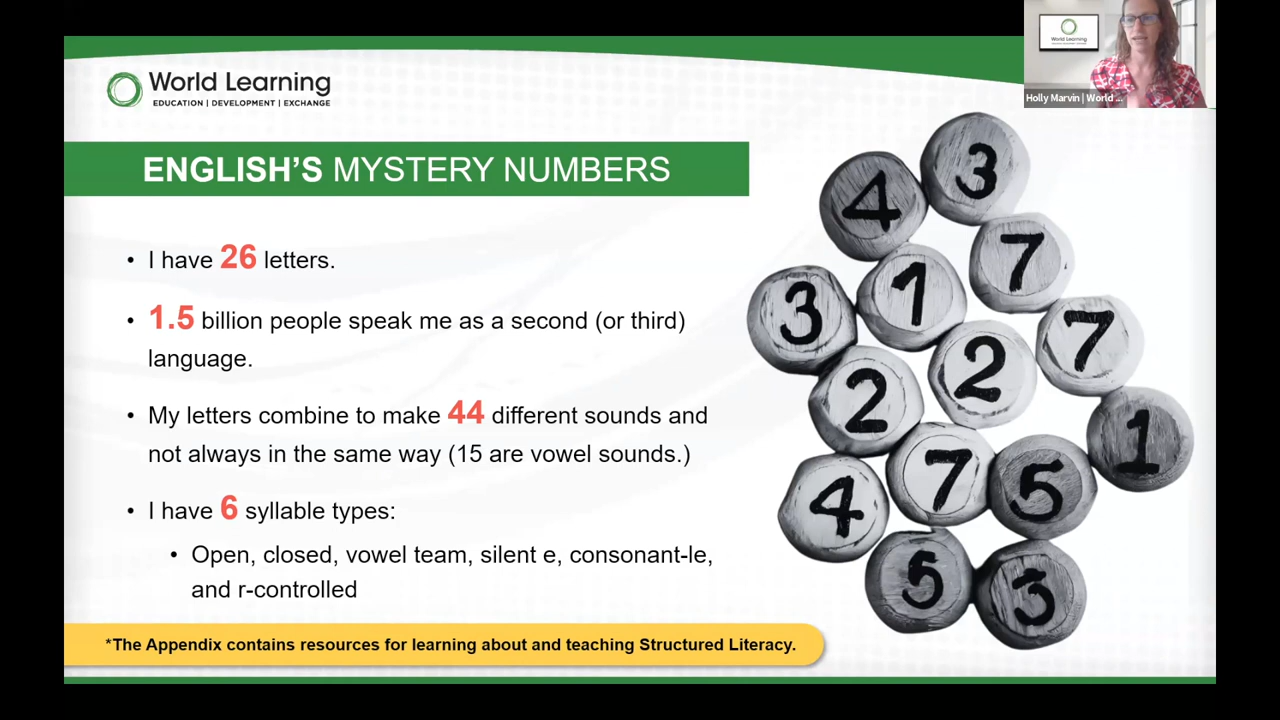 World Learning
EDUCATION | DEVELOPMENT | EXCHANGE
World Learning
Holly Marvin | World ...
ENGLISH'S MYSTERY NUMBERS
• I have 26 letters.
• 1.5 billion people speak me as a second (or third)
language.
• My letters combine to make 44 different sounds and
not always in the same way (15 are vowel sounds.)
• I have 6 syllable types:
• Open, closed, vowel team, silent e, consonant-le,
and r-controlled
*The Appendix contains resources for learning about and teaching Structured Literacy.
3
4
7
1
3
7
2
2
1
7
5
4
5
3